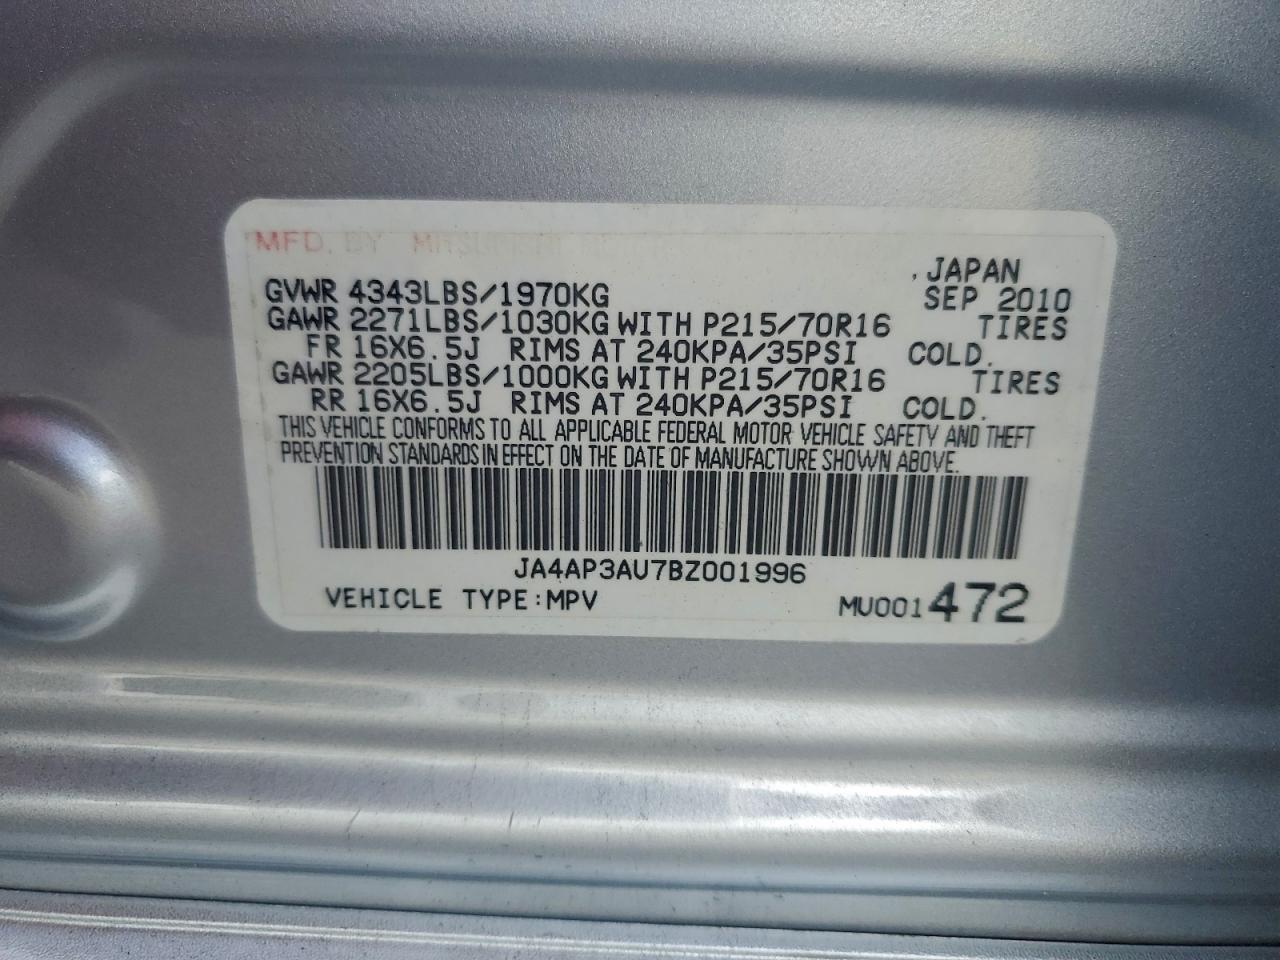 MFD. BY MITSUBISHI MOTORS
, JAPAN
GVWR 4343LBS/1970KG SEP 2010
GAWR 2271LBS/1030KG WITH P215/70R16 TIRES
FR 16X6.5J RIMS AT 240KPA/35PSI COLD.
GAWR 2205LBS/1000KG WITH P215/70R16 TIRES
RR 16X6.5J RIMS AT 240KPA/35PSI COLD.
THIS VEHICLE CONFORMS TO ALL APPLICABLE FEDERAL MOTOR VEHICLE SAFETY AND THEFT
PREVENTION STANDARDS IN EFFECT ON THE DATE OF MANUFACTURE SHOWN ABOVE.
JA4AP3AU7BZ001996
VEHICLE TYPE:MPV
MU001472